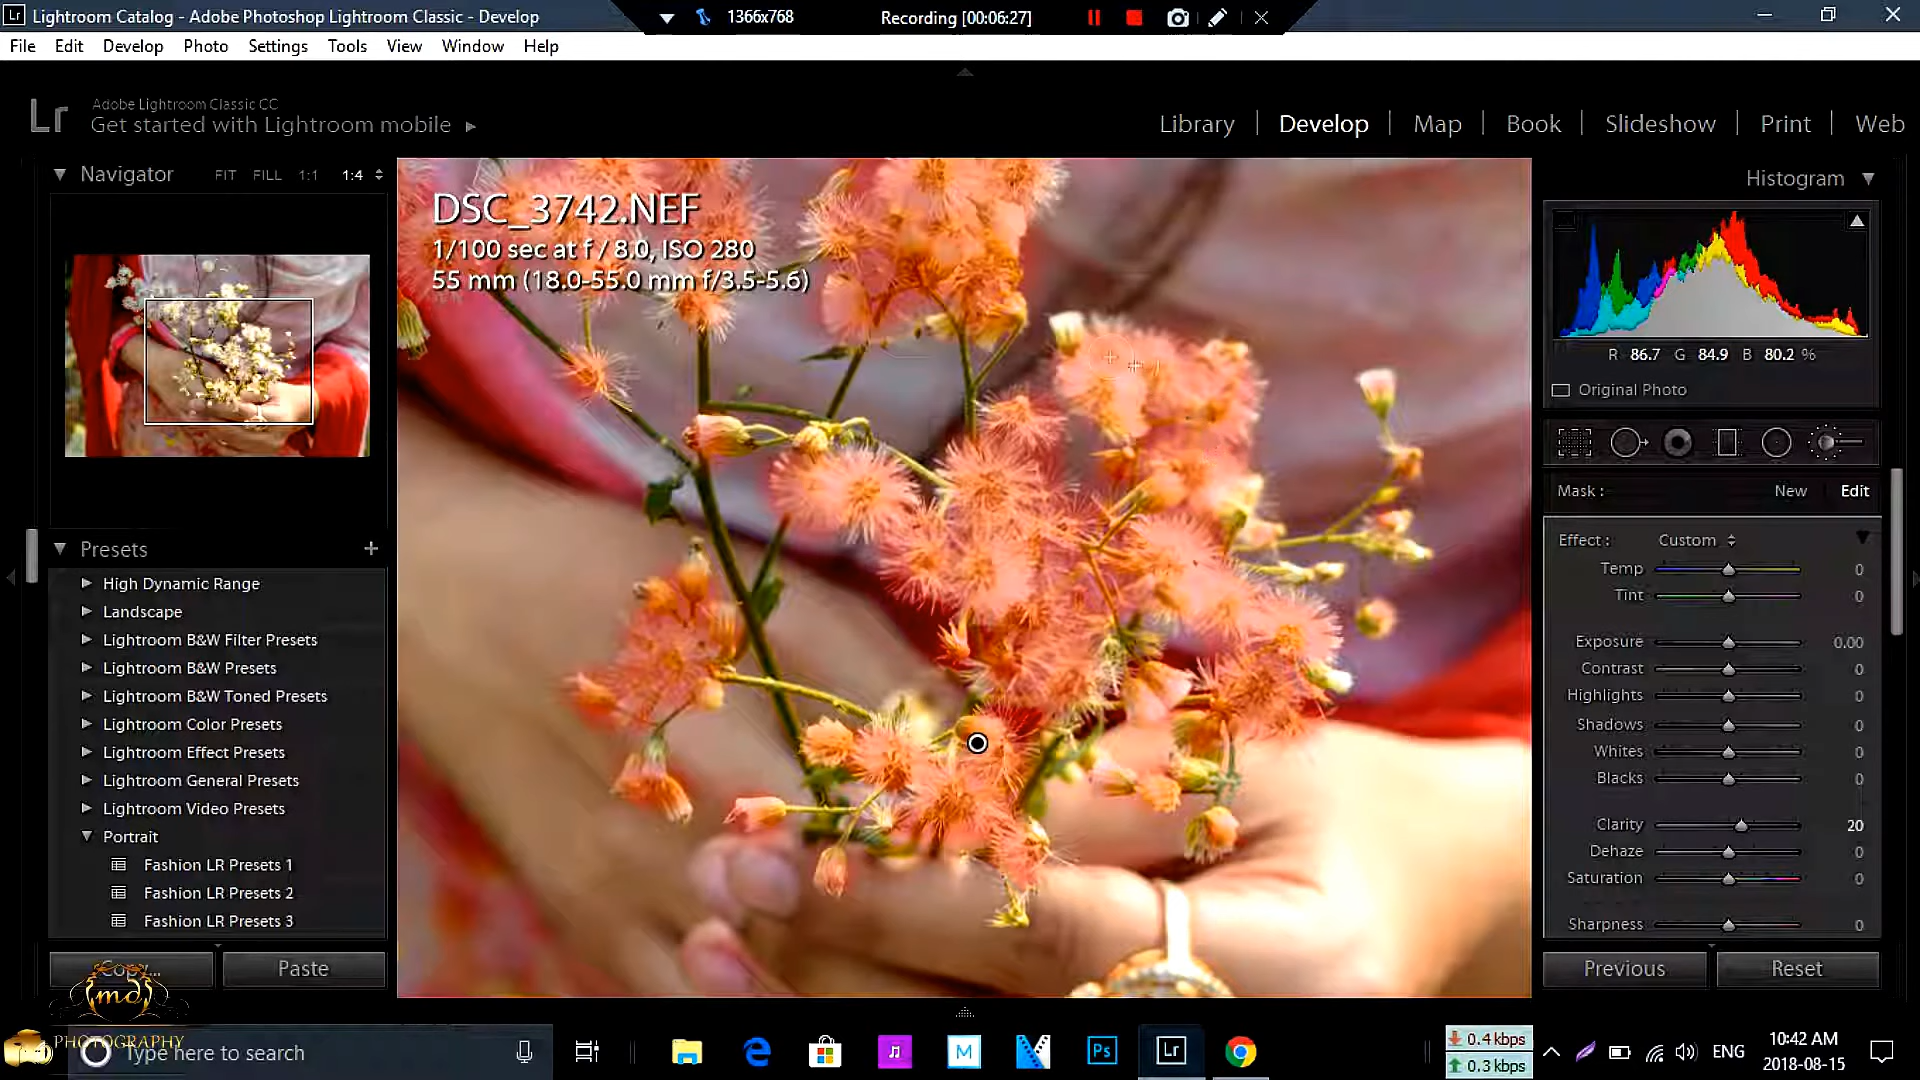 Lightroom Catalog - Adobe Photoshop Lightroom Classic - Develop
1366x768
Recording [00:06:27]
File Edit Develop Photo Settings Tools View Window Help
Lr
Adobe Lightroom Classic CC
Get started with Lightroom mobile
Library | Develop | Map | Book | Slideshow | Print | Web
Navigator FIT FILL 1:1 1:4
DSC_3742.NEF
1/100 sec at f / 8.0, ISO 280
55 mm (18.0-55.0 mm f/3.5-5.6)
Histogram
R 86.7 G 84.9 B 80.2 %
Original Photo
Mask : New Edit
Effect : Custom
Temp 0
Tint 0
Exposure 0.00
Contrast 0
Highlights 0
Shadows 0
Whites 0
Blacks 0
Clarity 20
Dehaze 0
Saturation 0
Sharpness 0
Previous Reset
Presets +
High Dynamic Range
Landscape
Lightroom B&W Filter Presets
Lightroom B&W Presets
Lightroom B&W Toned Presets
Lightroom Color Presets
Lightroom Effect Presets
Lightroom General Presets
Lightroom Video Presets
Portrait
Fashion LR Presets 1
Fashion LR Presets 2
Fashion LR Presets 3
Copy... Paste
md
PHOTOGRAPHY
Type here to search
M
Ps
Lr
0.4 kbps
0.3 kbps
ENG
10:42 AM
2018-08-15